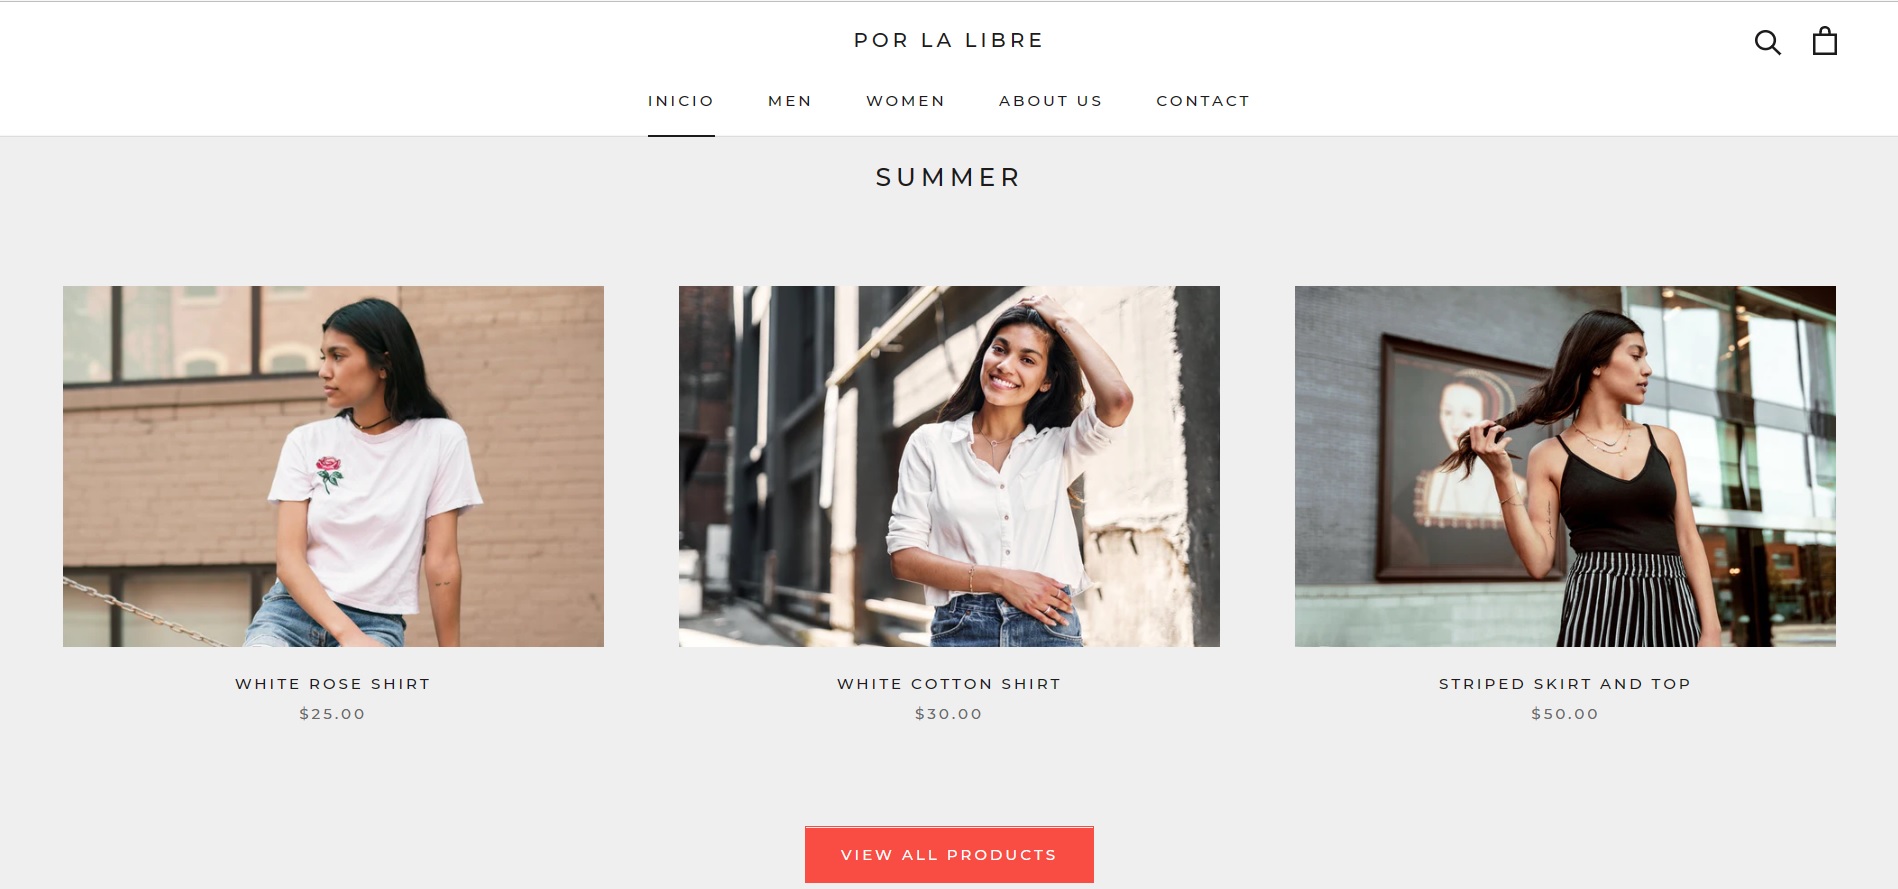 POR LA LIBRE
INICIO MEN WOMEN ABOUT US CONTACT
SUMMER
WHITE ROSE SHIRT
$25.00
WHITE COTTON SHIRT
$30.00
STRIPED SKIRT AND TOP
$50.00
VIEW ALL PRODUCTS